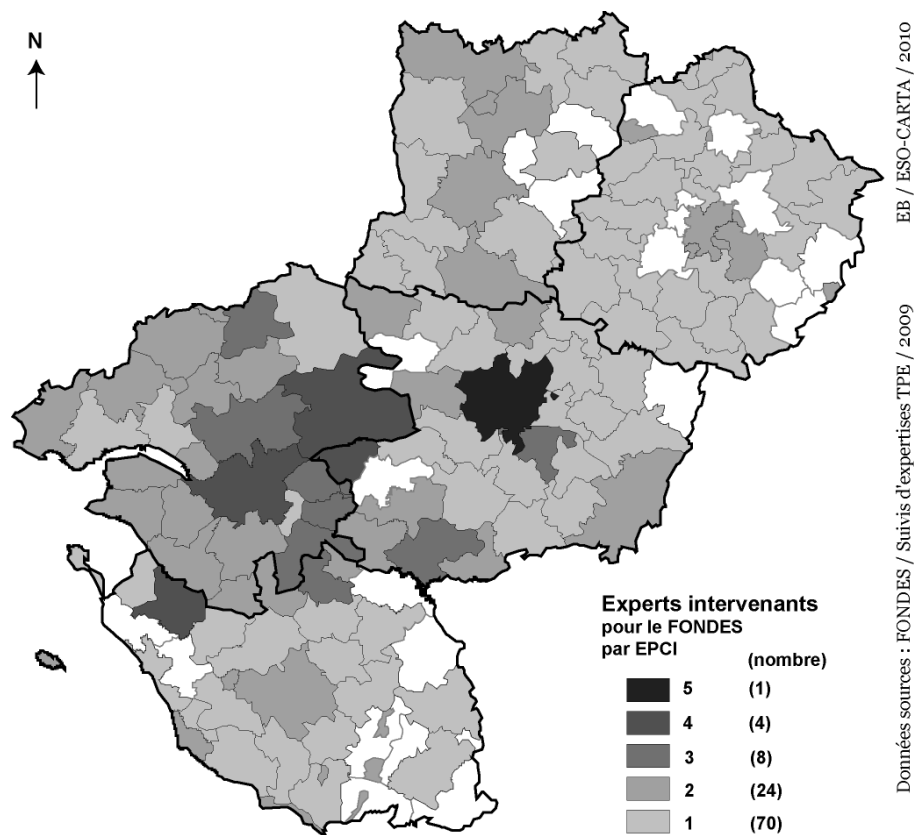 N
EB / ESO-CARTA / 2010
Données sources : FONDES / Suivis d'expertises TPE / 2009
Experts intervenants
pour le FONDES
par EPCI (nombre)
5 (1)
4 (4)
3 (8)
2 (24)
1 (70)